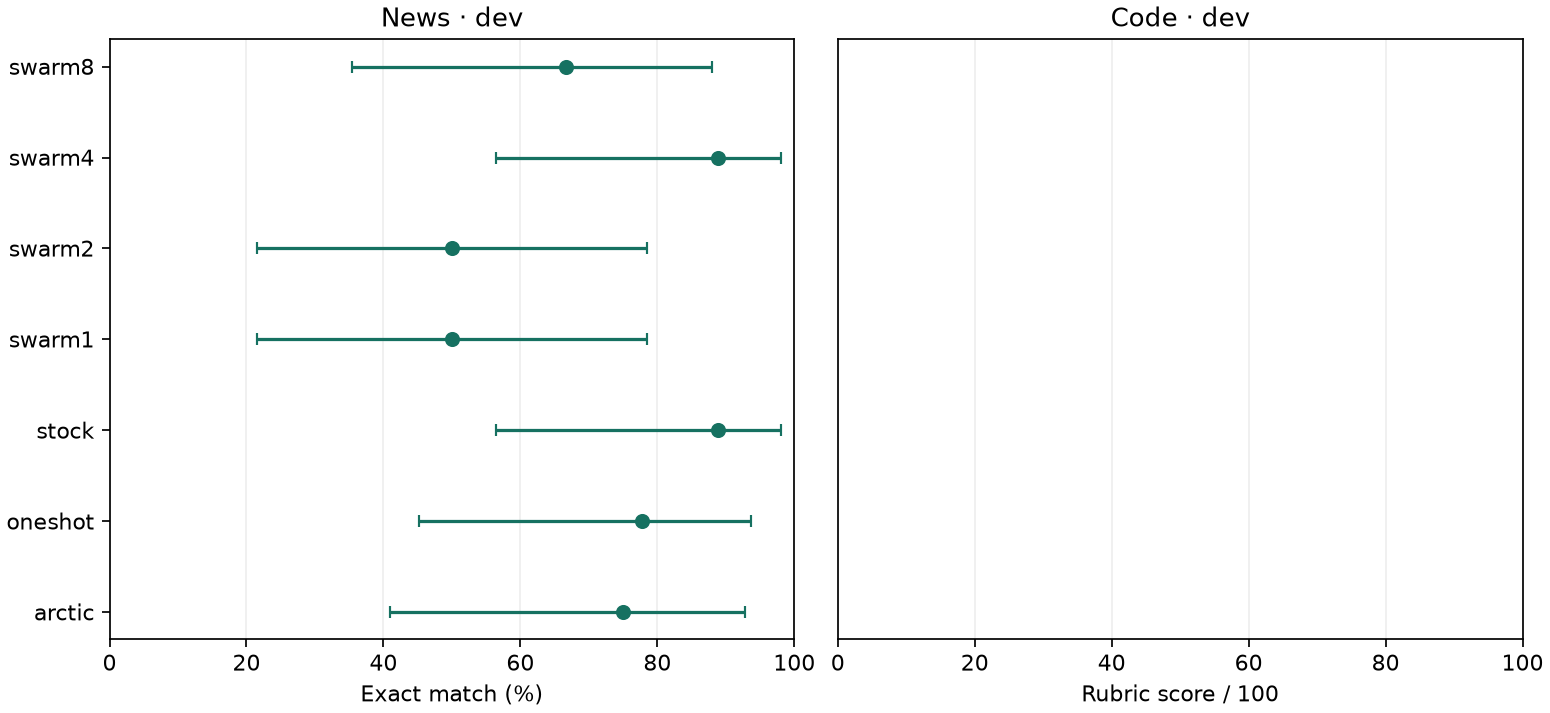 News · dev
swarm8
swarm4
swarm2
swarm1
stock
oneshot
arctic
0 20 40 60 80 100
Exact match (%)
Code · dev
0 20 40 60 80 100
Rubric score / 100